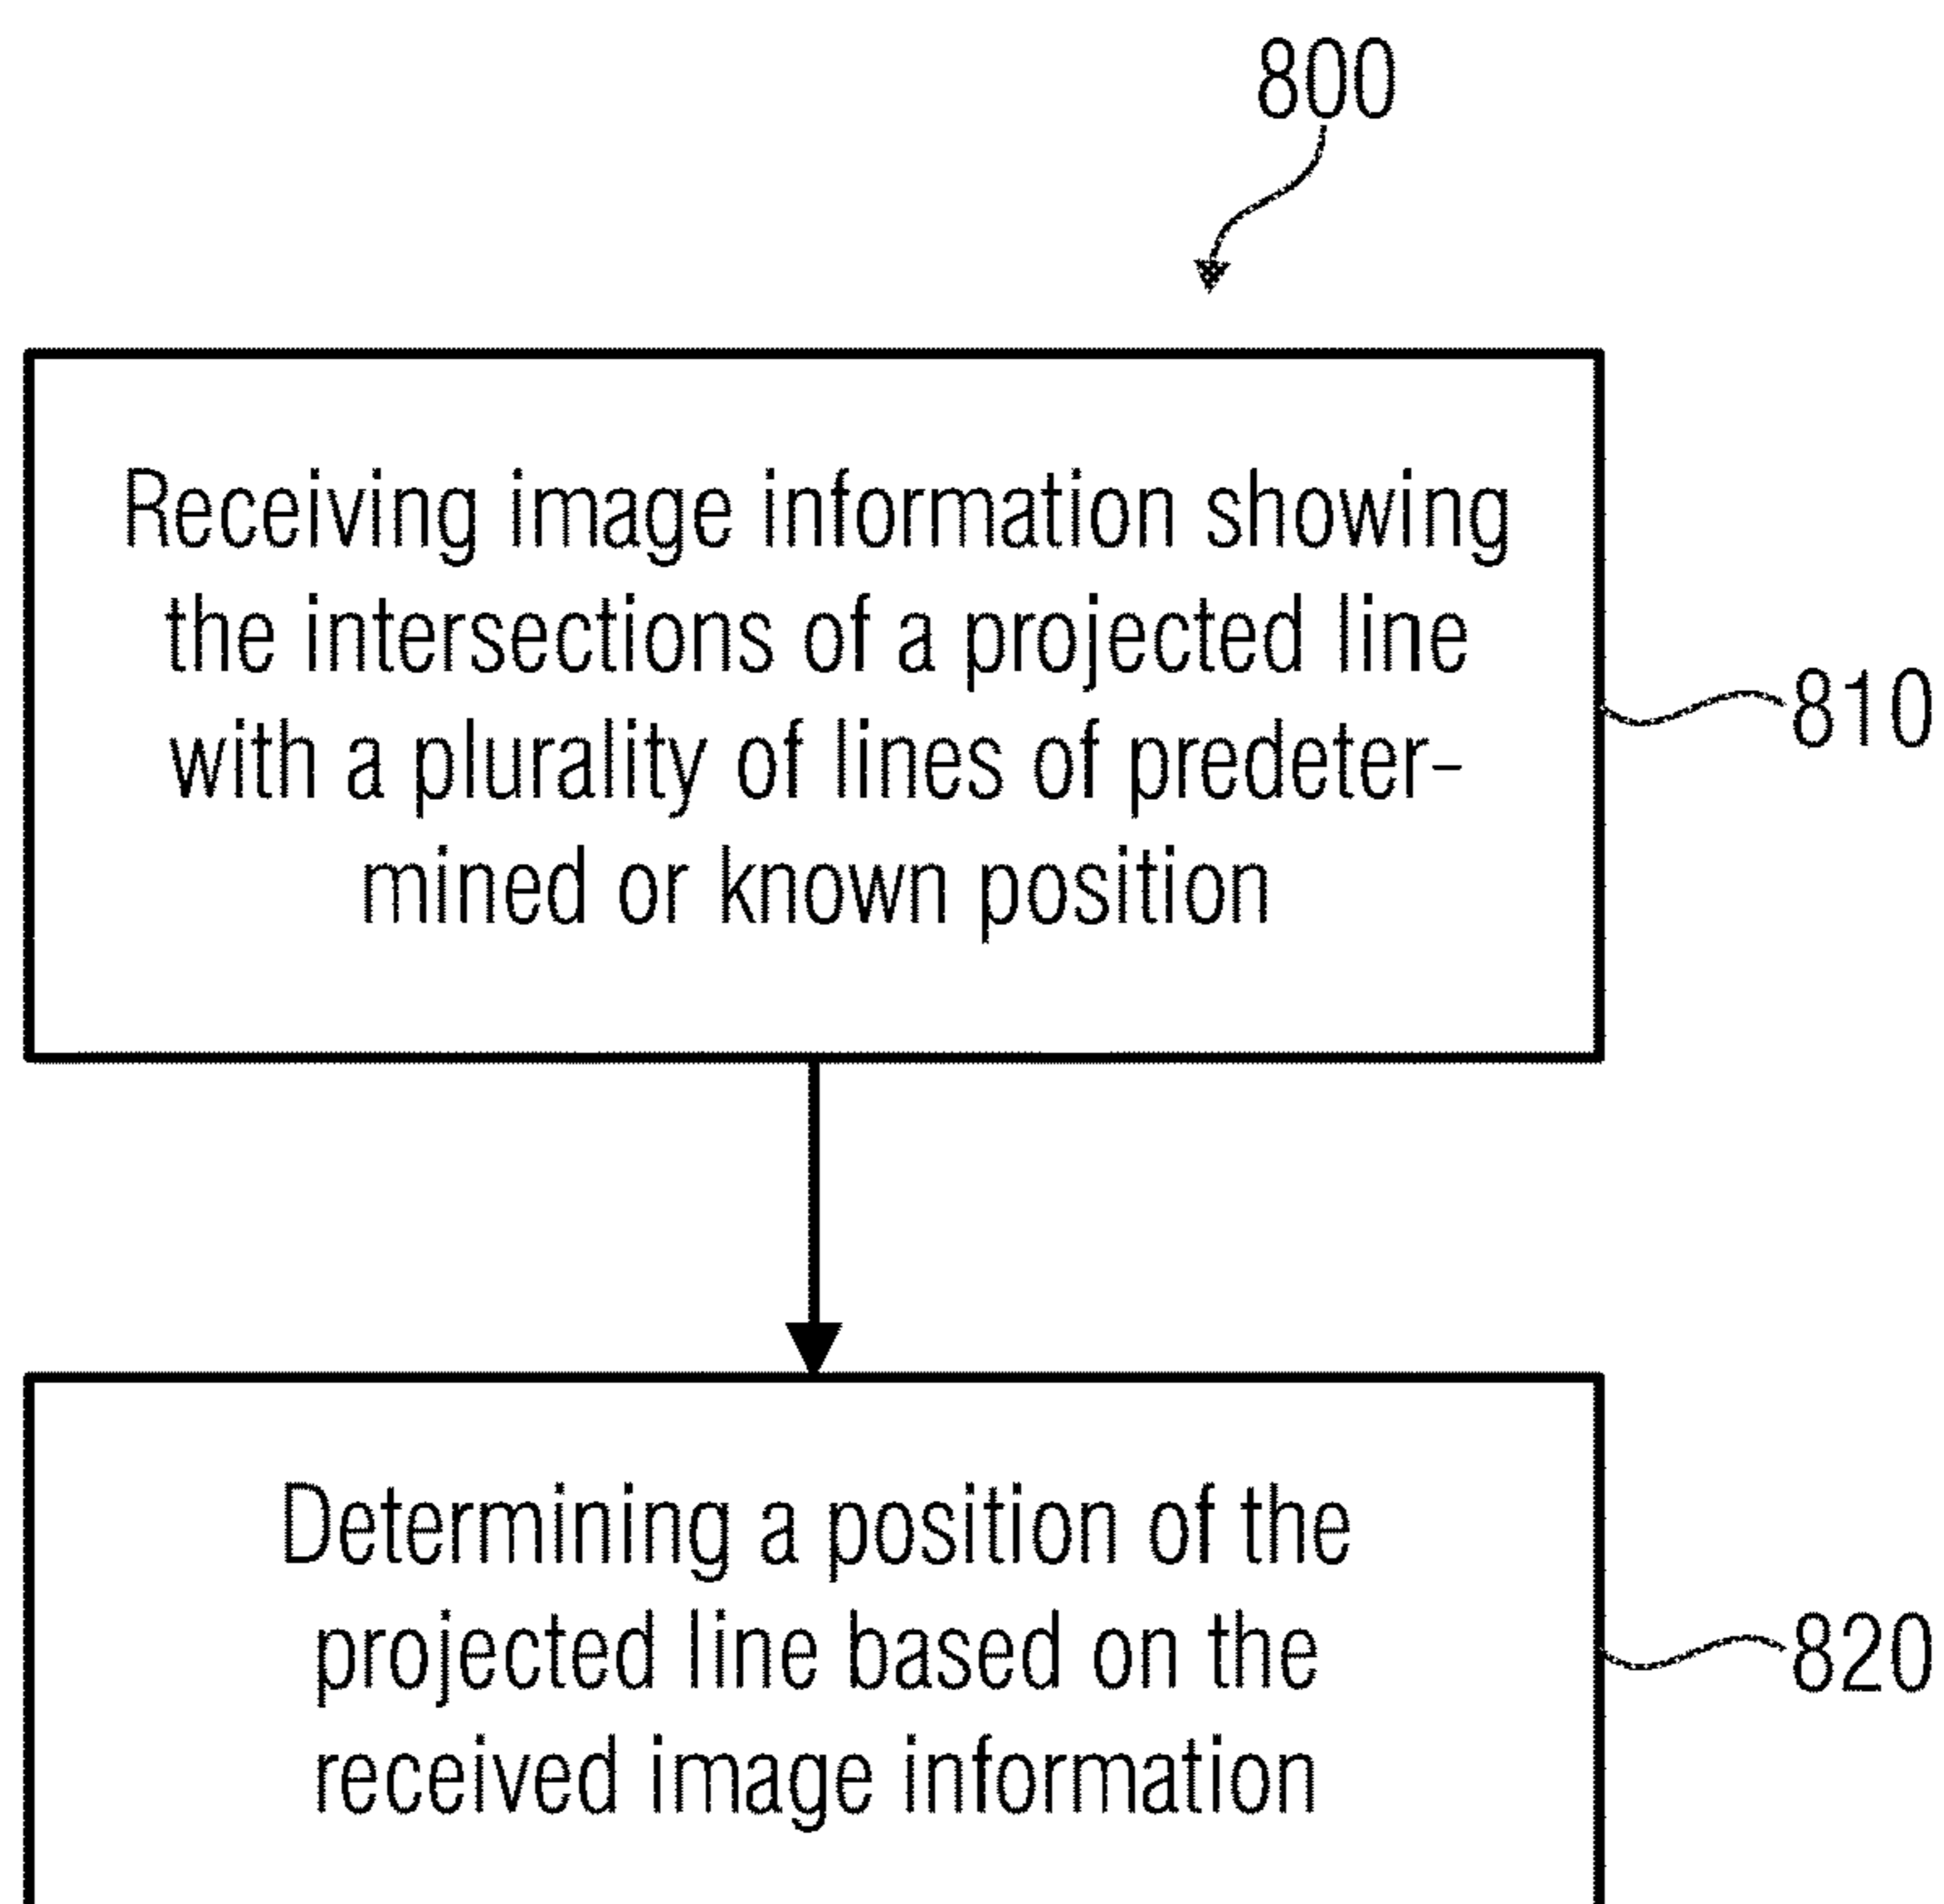 800
Receiving image information showing
the intersections of a projected line
with a plurality of lines of predeter-
mined or known position
810
Determining a position of the
projected line based on the
received image information
820